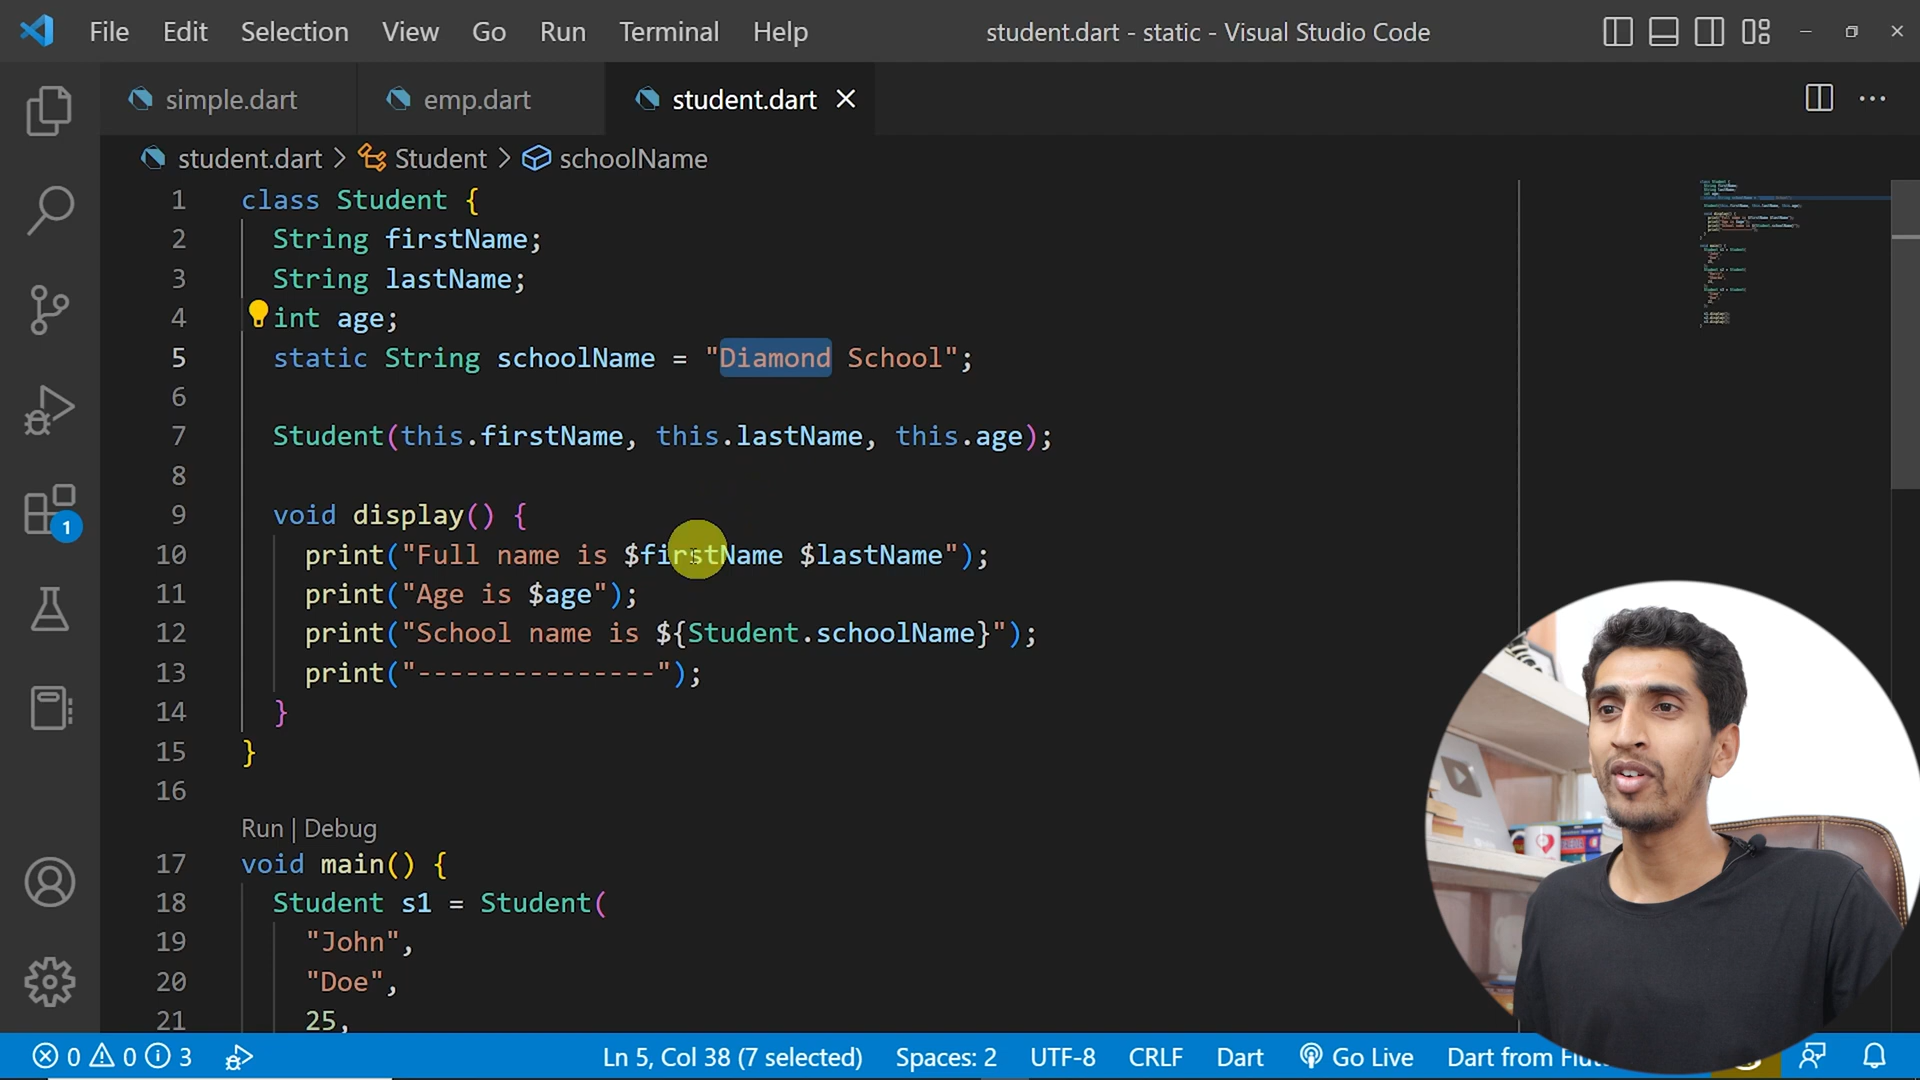 File Edit Selection View Go Run Terminal Help student.dart - static - Visual Studio Code
simple.dart emp.dart student.dart
student.dart > Student > schoolName
1 class Student {
2 String firstName;
3 String lastName;
4 int age;
5 static String schoolName = "Diamond School";
6
7 Student(this.firstName, this.lastName, this.age);
8
9 void display() {
10 print("Full name is $firstName $lastName");
11 print("Age is $age");
12 print("School name is ${Student.schoolName}");
13 print("---------------");
14 }
15 }
16
Run | Debug
17 void main() {
18 Student s1 = Student(
19 "John",
20 "Doe",
21 25,
1
0 0 3 Ln 5, Col 38 (7 selected) Spaces: 2 UTF-8 CRLF Dart Go Live Dart from